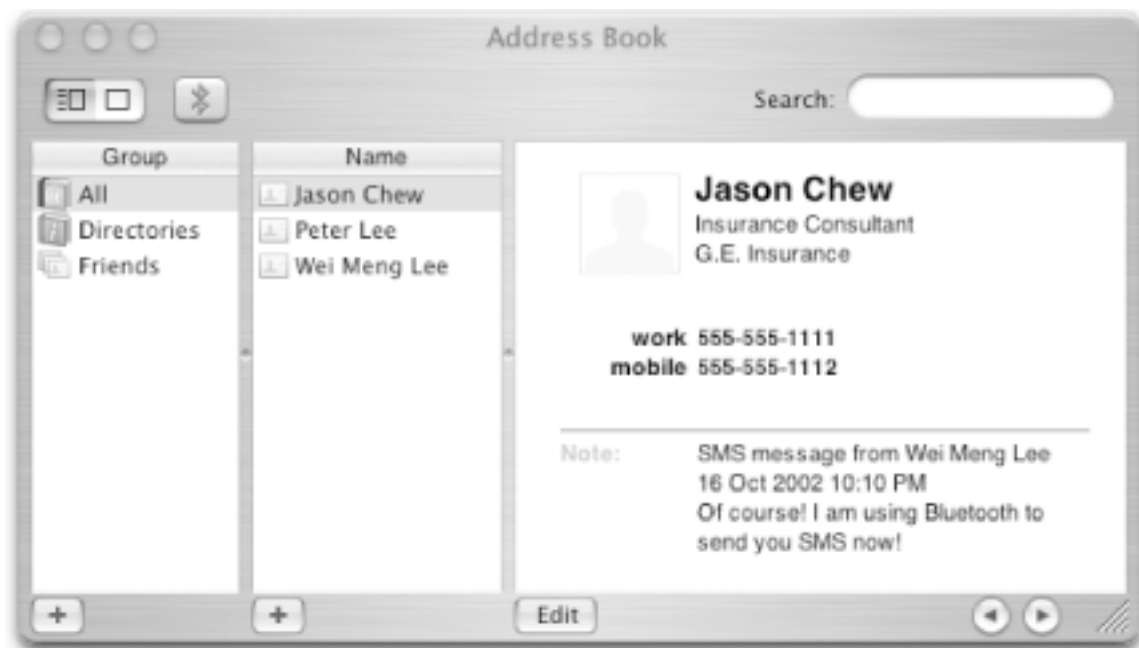 Address Book
Search:
Group
All
Directories
Friends
Name
Jason Chew
Peter Lee
Wei Meng Lee
Jason Chew
Insurance Consultant
G.E. Insurance
work 555-555-1111
mobile 555-555-1112
Note: SMS message from Wei Meng Lee
16 Oct 2002 10:10 PM
Of course! I am using Bluetooth to
send you SMS now!
+
+
Edit